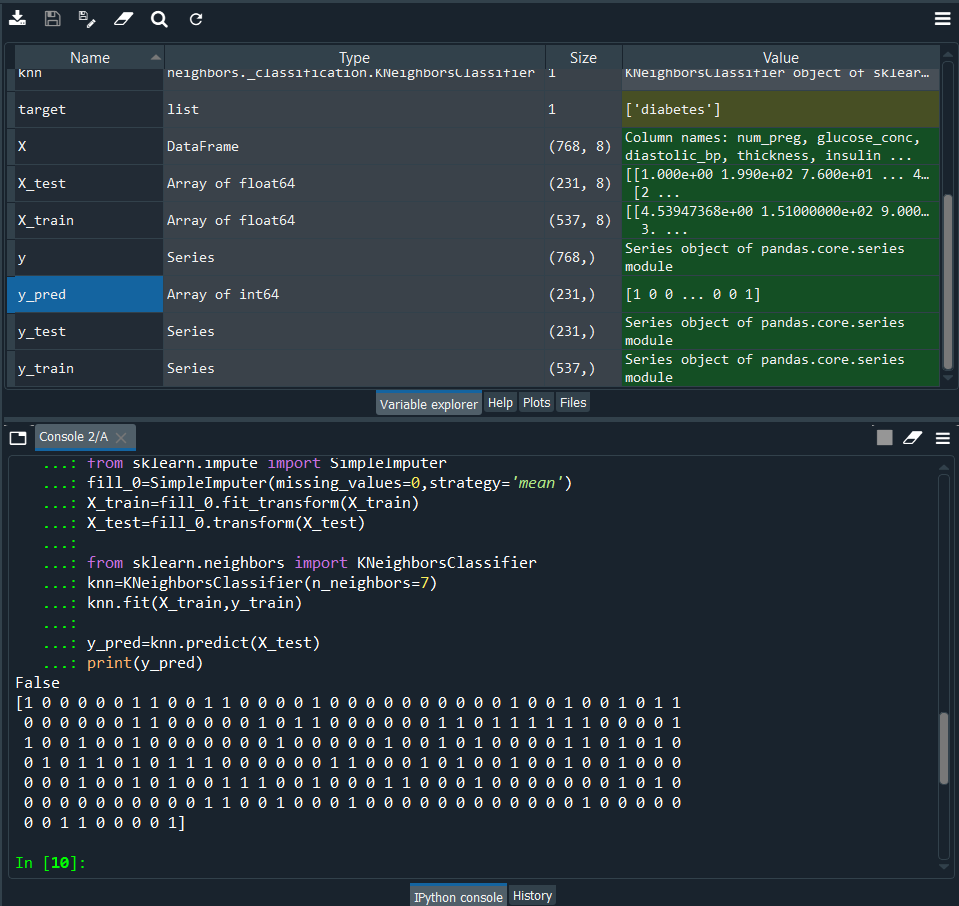 Name Type Size Value
knn neighbors._classification.KNeighborsClassifier 1 KNeighborsClassifier object of sklear…
target list 1 ['diabetes']
X DataFrame (768, 8) Column names: num_preg, glucose_conc,
diastolic_bp, thickness, insulin ...
X_test Array of float64 (231, 8) [[1.000e+00 1.990e+02 7.600e+01 ... 4…
[2 ...
X_train Array of float64 (537, 8) [[4.53947368e+00 1.51000000e+02 9.000…
3. ...
y Series (768,) Series object of pandas.core.series
module
y_pred Array of int64 (231,) [1 0 0 ... 0 0 1]
y_test Series (231,) Series object of pandas.core.series
module
y_train Series (537,) Series object of pandas.core.series
module
Variable explorer Help Plots Files
Console 2/A
...: from sklearn.impute import SimpleImputer
...: fill_0=SimpleImputer(missing_values=0,strategy='mean')
...: X_train=fill_0.fit_transform(X_train)
...: X_test=fill_0.transform(X_test)
...:
...: from sklearn.neighbors import KNeighborsClassifier
...: knn=KNeighborsClassifier(n_neighbors=7)
...: knn.fit(X_train,y_train)
...:
...: y_pred=knn.predict(X_test)
...: print(y_pred)
False
[1 0 0 0 0 0 1 1 0 0 1 1 0 0 0 0 1 0 0 0 0 0 0 0 0 0 0 1 0 0 1 0 0 1 0 1 1
0 0 0 0 0 0 1 1 0 0 0 0 0 1 0 1 1 0 0 0 0 0 0 1 1 0 1 1 1 1 1 1 0 0 0 0 1
1 0 0 1 0 0 1 0 0 0 0 0 0 0 1 0 0 0 0 0 1 0 0 1 0 1 0 0 0 0 1 1 0 1 0 1 0
0 1 0 1 1 0 1 0 1 1 1 0 0 0 0 0 0 1 1 0 0 0 1 0 1 0 0 1 0 0 1 0 0 1 0 0 0
0 0 0 1 0 0 1 0 1 0 0 1 1 1 0 0 1 0 0 0 1 1 0 0 0 1 0 0 0 0 0 0 0 1 0 1 0
0 0 0 0 0 0 0 0 0 0 1 1 0 0 1 0 0 0 1 0 0 0 0 0 0 0 0 0 0 0 0 1 0 0 0 0 0
0 0 1 1 0 0 0 0 1]
In [10]:
IPython console History